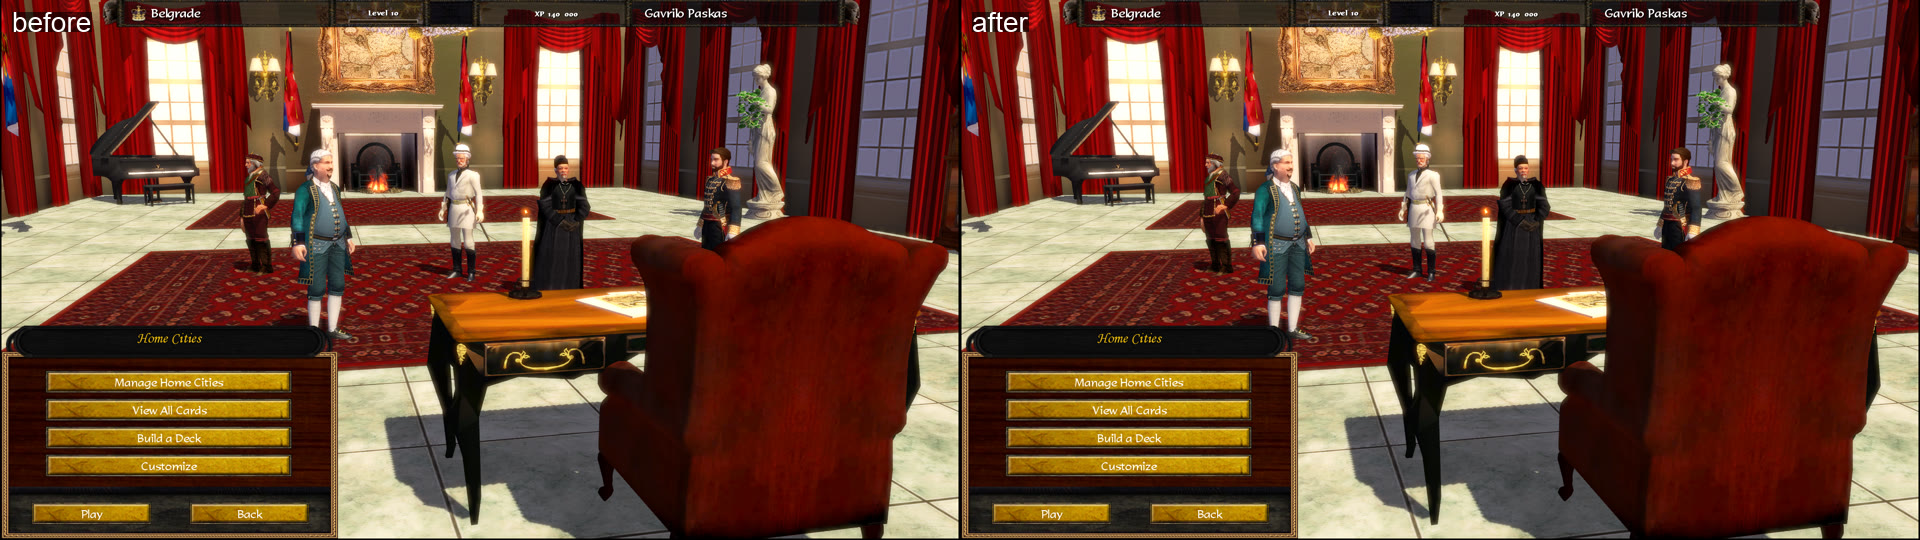 before
Belgrade
Level 10
XP 140 000
Gavrilo Paskas
Home Cities
Manage Home Cities
View All Cards
Build a Deck
Customize
Play
Back
after
Belgrade
Level 10
XP 140 000
Gavrilo Paskas
Home Cities
Manage Home Cities
View All Cards
Build a Deck
Customize
Play
Back